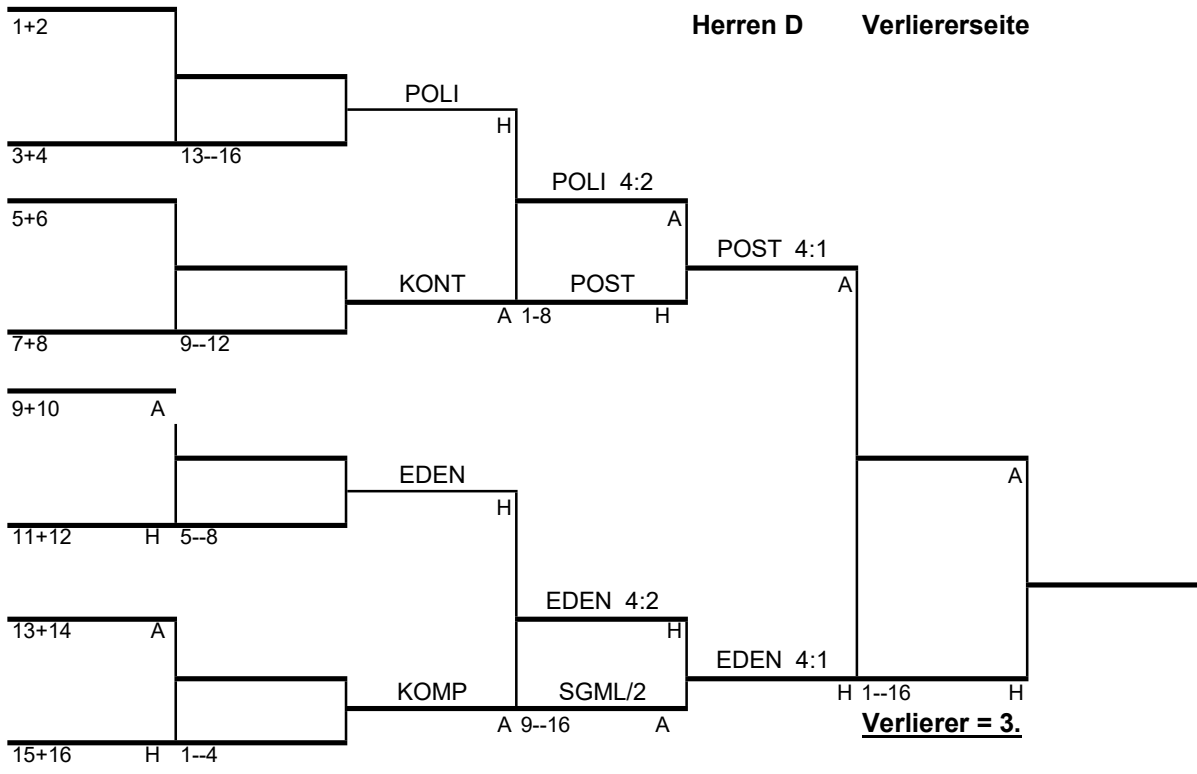 Herren D Verliererseite
1+2
POLI
H
3+4 13--16
POLI 4:2
5+6 A
POST 4:1
KONT POST A
A 1-8 H
7+8 9--12
9+10 A
EDEN A
H
11+12 H 5--8
EDEN 4:2
13+14 A H
EDEN 4:1
KOMP SGML/2 H 1--16 H
A 9--16 A Verlierer = 3.
15+16 H 1--4